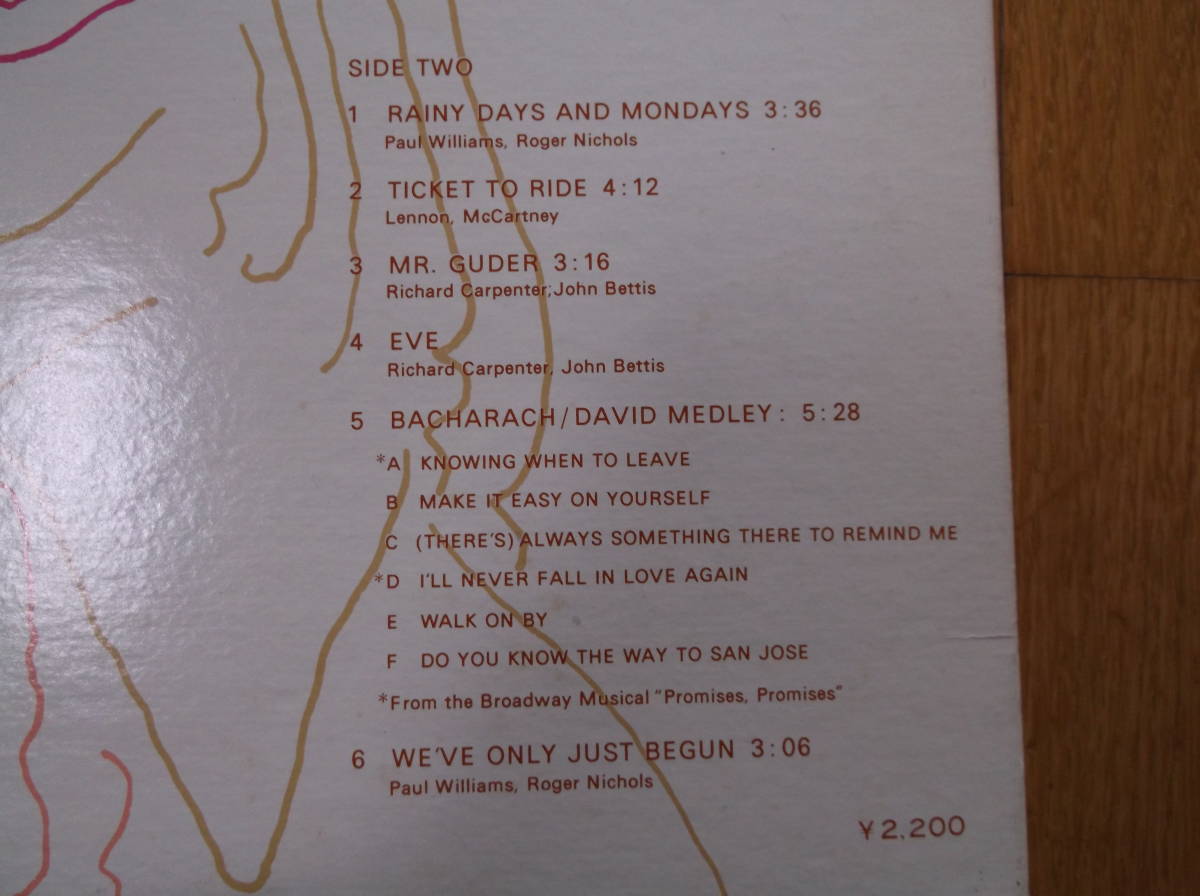 SIDE TWO
1 RAINY DAYS AND MONDAYS 3:36
Paul Williams, Roger Nichols
2 TICKET TO RIDE 4:12
Lennon, McCartney
3 MR. GUDER 3:16
Richard Carpenter; John Bettis
4 EVE
Richard Carpenter, John Bettis
5 BACHARACH/DAVID MEDLEY: 5:28
*A KNOWING WHEN TO LEAVE
B MAKE IT EASY ON YOURSELF
C (THERE'S) ALWAYS SOMETHING THERE TO REMIND ME
*D I'LL NEVER FALL IN LOVE AGAIN
E WALK ON BY
F DO YOU KNOW THE WAY TO SAN JOSE
*From the Broadway Musical "Promises, Promises"
6 WE'VE ONLY JUST BEGUN 3:06
Paul Williams, Roger Nichols
¥2,200